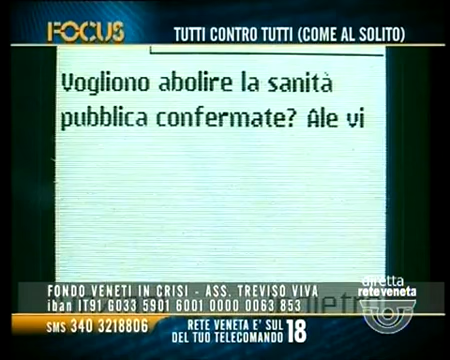 FOCUS
TUTTI CONTRO TUTTI (COME AL SOLITO)
Vogliono abolire la sanità
pubblica confermate? Ale vi
FONDO VENETI IN CRISI - ASS. TREVISO VIVA
iban IT91 6033 5901 6001 0000 0063 853
diretta
reteveneta
SMS 340 3218806
RETE VENETA E' SUL
DEL TUO TELECOMANDO
18